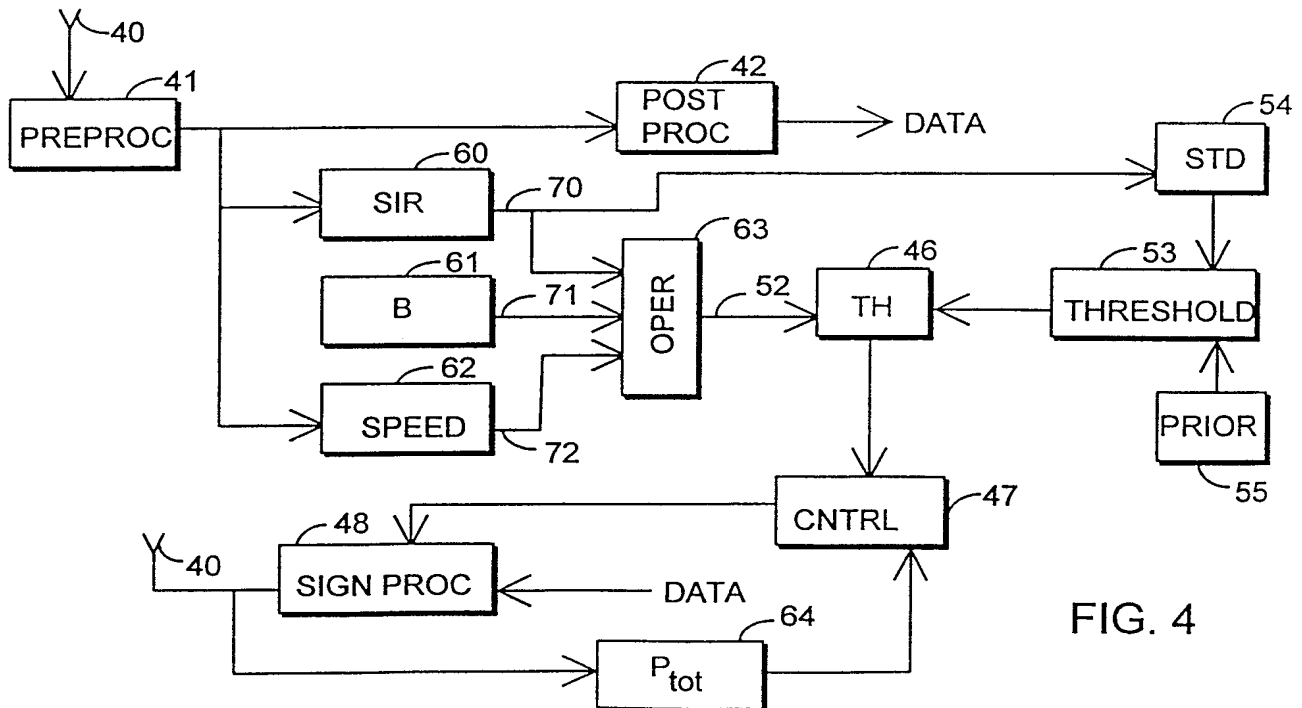 40
41
PREPROC
42
POST
PROC
DATA
54
STD
60
SIR
70
63
OPER
61
B
71
52
46
TH
53
THRESHOLD
62
SPEED
72
PRIOR
55
47
CNTRL
48
40
SIGN PROC
DATA
64
Ptot
FIG. 4